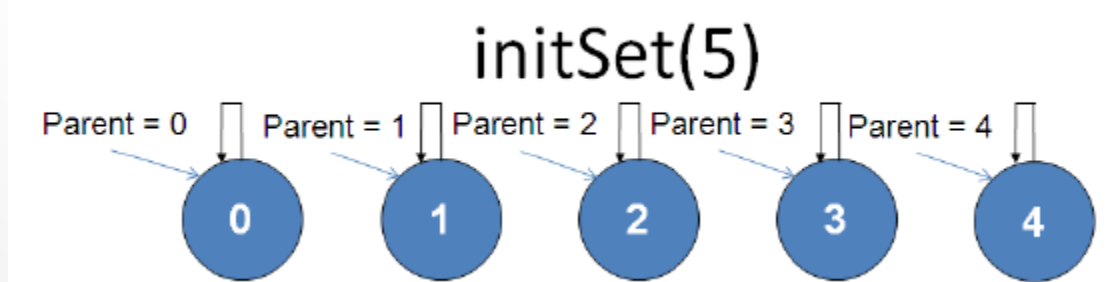 initSet(5)
Parent = 0 Parent = 1 Parent = 2 Parent = 3 Parent = 4
0 1 2 3 4